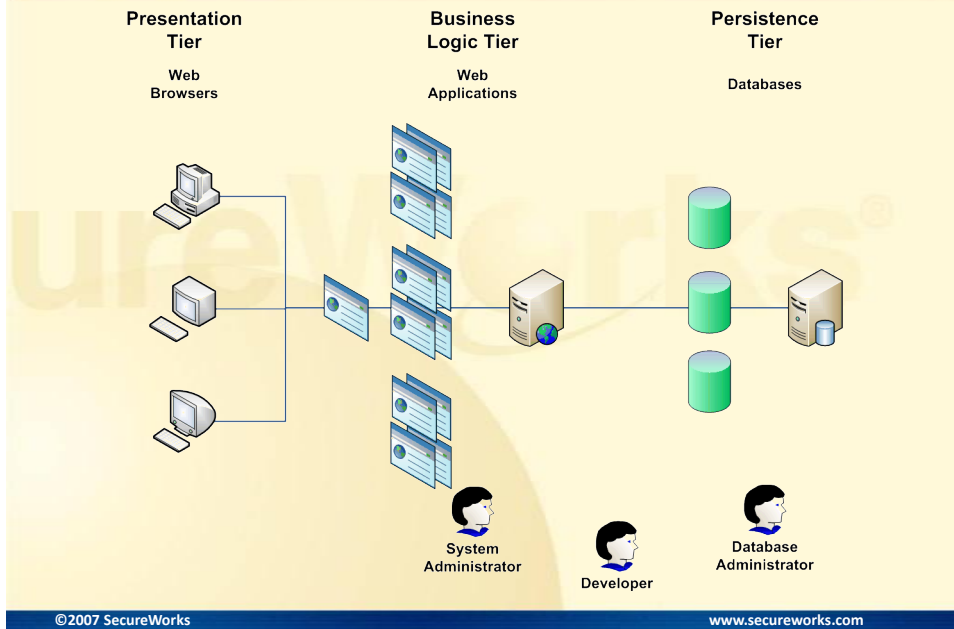 Presentation
Tier
Business
Logic Tier
Persistence
Tier
Web
Browsers
Web
Applications
Databases
ureWorks®
System
Administrator
Developer
Database
Administrator
©2007 SecureWorks
www.secureworks.com